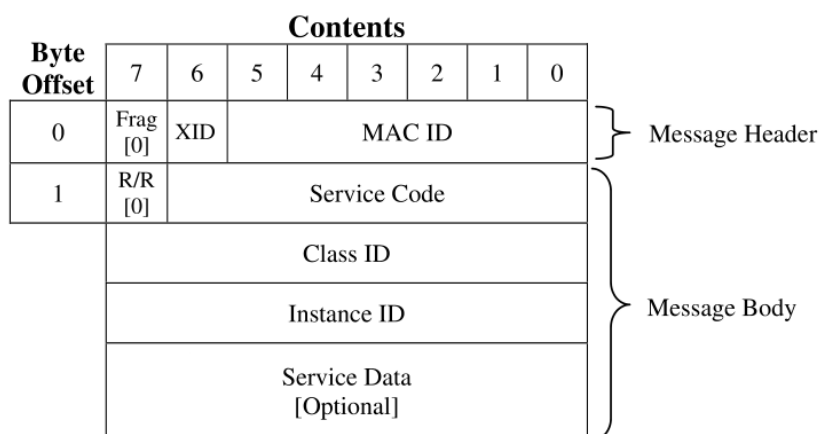 Contents
Byte
Offset
7 6 5 4 3 2 1 0
0 Frag
[0] XID MAC ID Message Header
1 R/R
[0] Service Code
Class ID
Instance ID Message Body
Service Data
[Optional]